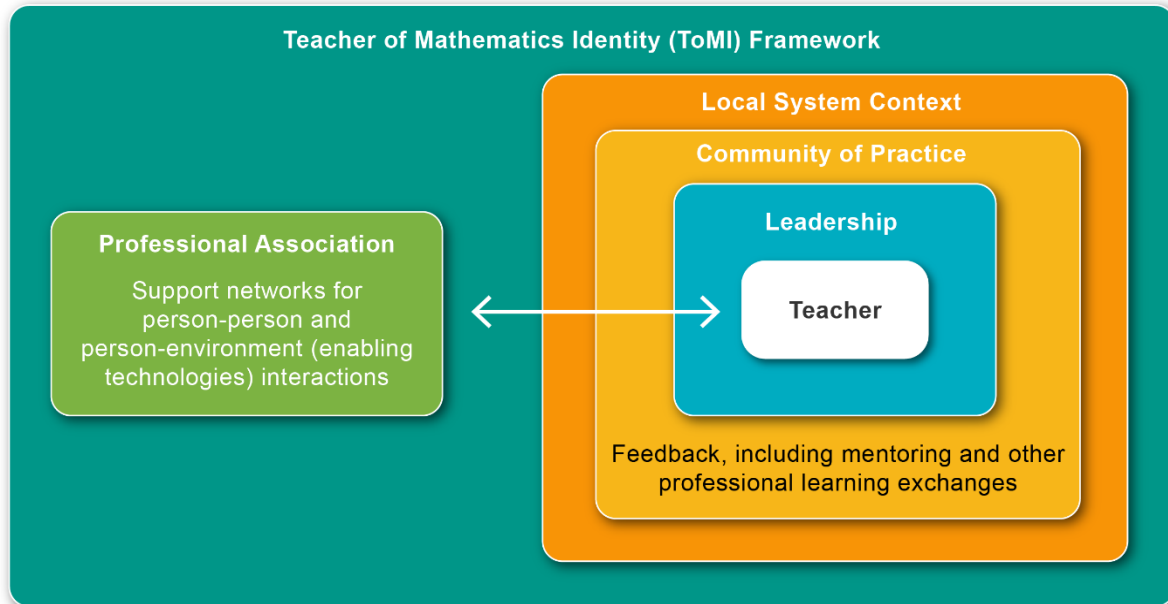 Teacher of Mathematics Identity (ToMI) Framework
Local System Context
Community of Practice
Leadership
Teacher
Professional Association
Support networks for
person-person and
person-environment (enabling
technologies) interactions
Feedback, including mentoring and other
professional learning exchanges